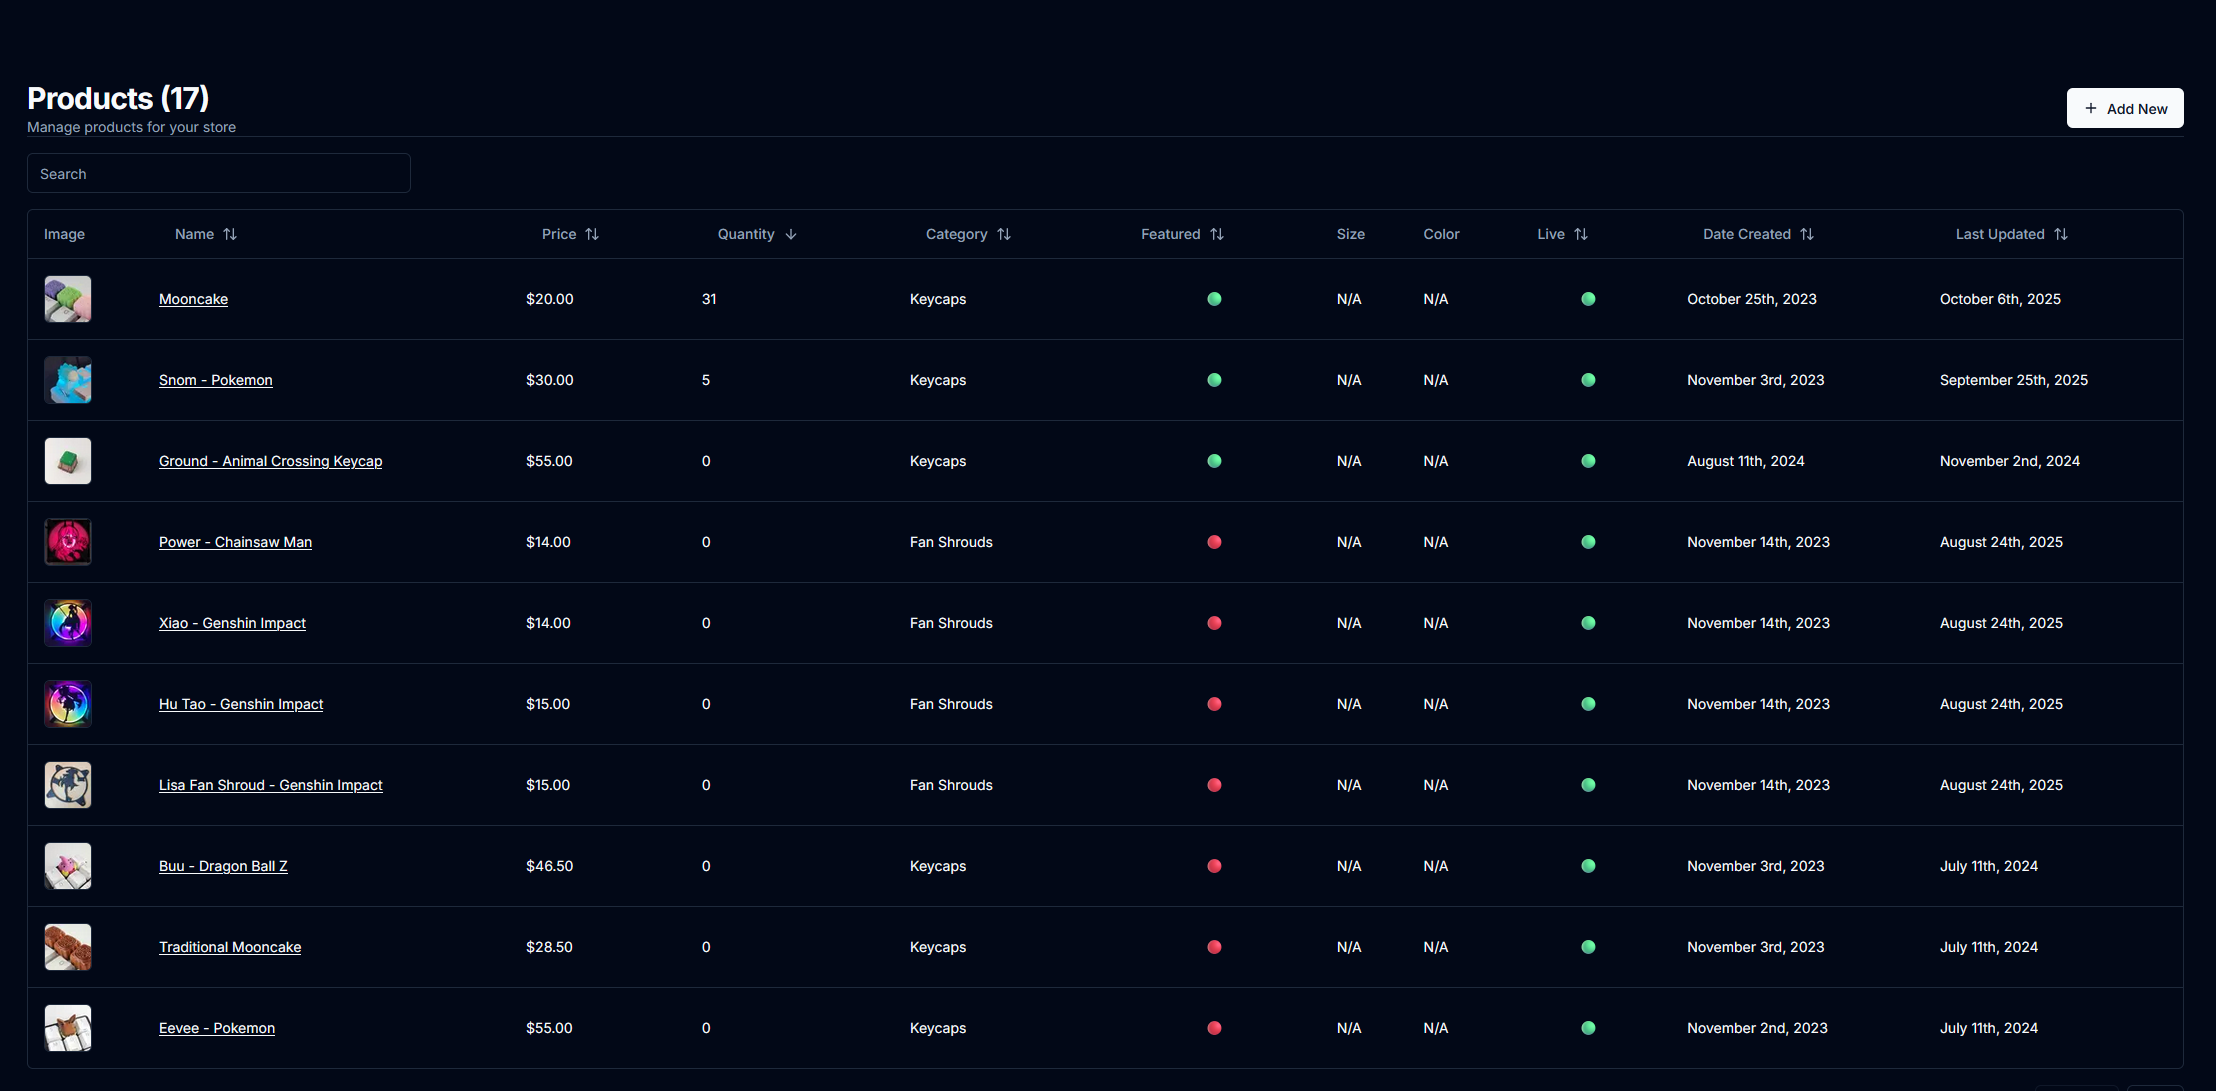 Products (17)
Manage products for your store
+ Add New
Search
Image Name Price Quantity Category Featured Size Color Live Date Created Last Updated
Mooncake $20.00 31 Keycaps N/A N/A October 25th, 2023 October 6th, 2025
Snom - Pokemon $30.00 5 Keycaps N/A N/A November 3rd, 2023 September 25th, 2025
Ground - Animal Crossing Keycap $55.00 0 Keycaps N/A N/A August 11th, 2024 November 2nd, 2024
Power - Chainsaw Man $14.00 0 Fan Shrouds N/A N/A November 14th, 2023 August 24th, 2025
Xiao - Genshin Impact $14.00 0 Fan Shrouds N/A N/A November 14th, 2023 August 24th, 2025
Hu Tao - Genshin Impact $15.00 0 Fan Shrouds N/A N/A November 14th, 2023 August 24th, 2025
Lisa Fan Shroud - Genshin Impact $15.00 0 Fan Shrouds N/A N/A November 14th, 2023 August 24th, 2025
Buu - Dragon Ball Z $46.50 0 Keycaps N/A N/A November 3rd, 2023 July 11th, 2024
Traditional Mooncake $28.50 0 Keycaps N/A N/A November 3rd, 2023 July 11th, 2024
Eevee - Pokemon $55.00 0 Keycaps N/A N/A November 2nd, 2023 July 11th, 2024